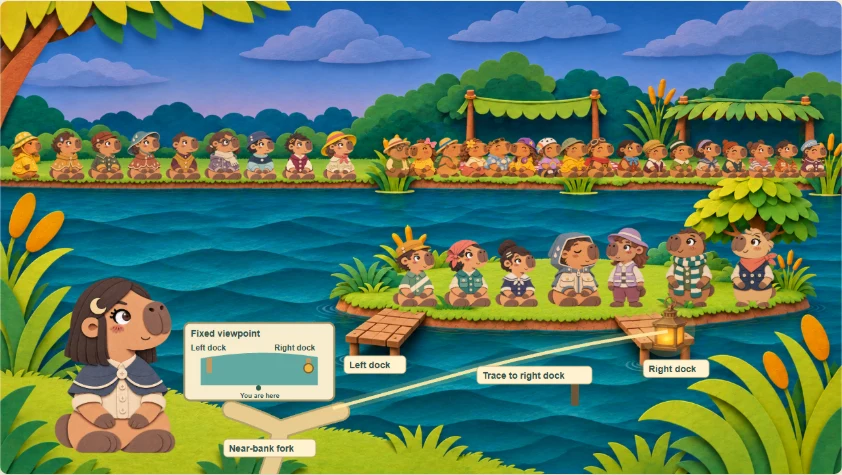 Fixed viewpoint
Left dock
Right dock
You are here
Left dock
Trace to right dock
Right dock
Near-bank fork